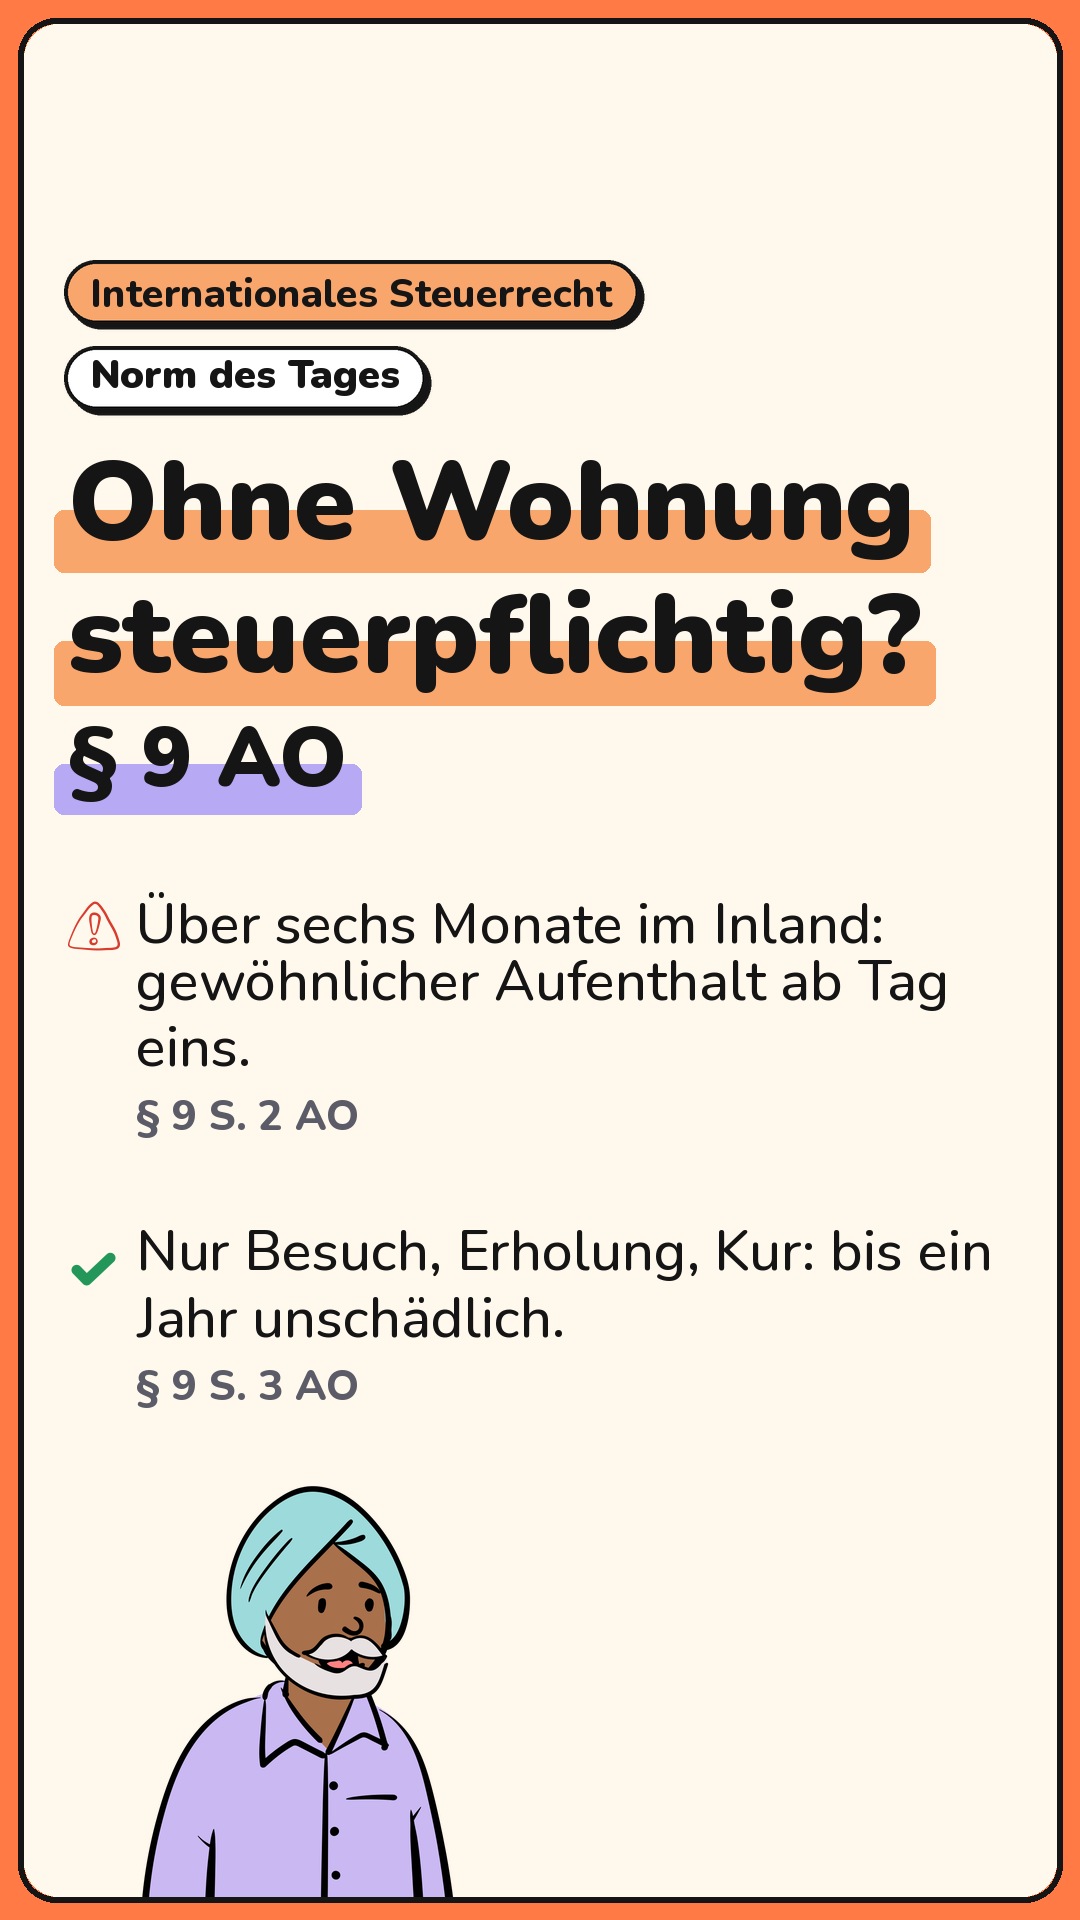 Internationales Steuerrecht
Norm des Tages
Ohne Wohnung
steuerpflichtig?
§ 9 AO
Über sechs Monate im Inland:
gewöhnlicher Aufenthalt ab Tag
eins.
§ 9 S. 2 AO
Nur Besuch, Erholung, Kur: bis ein
Jahr unschädlich.
§ 9 S. 3 AO